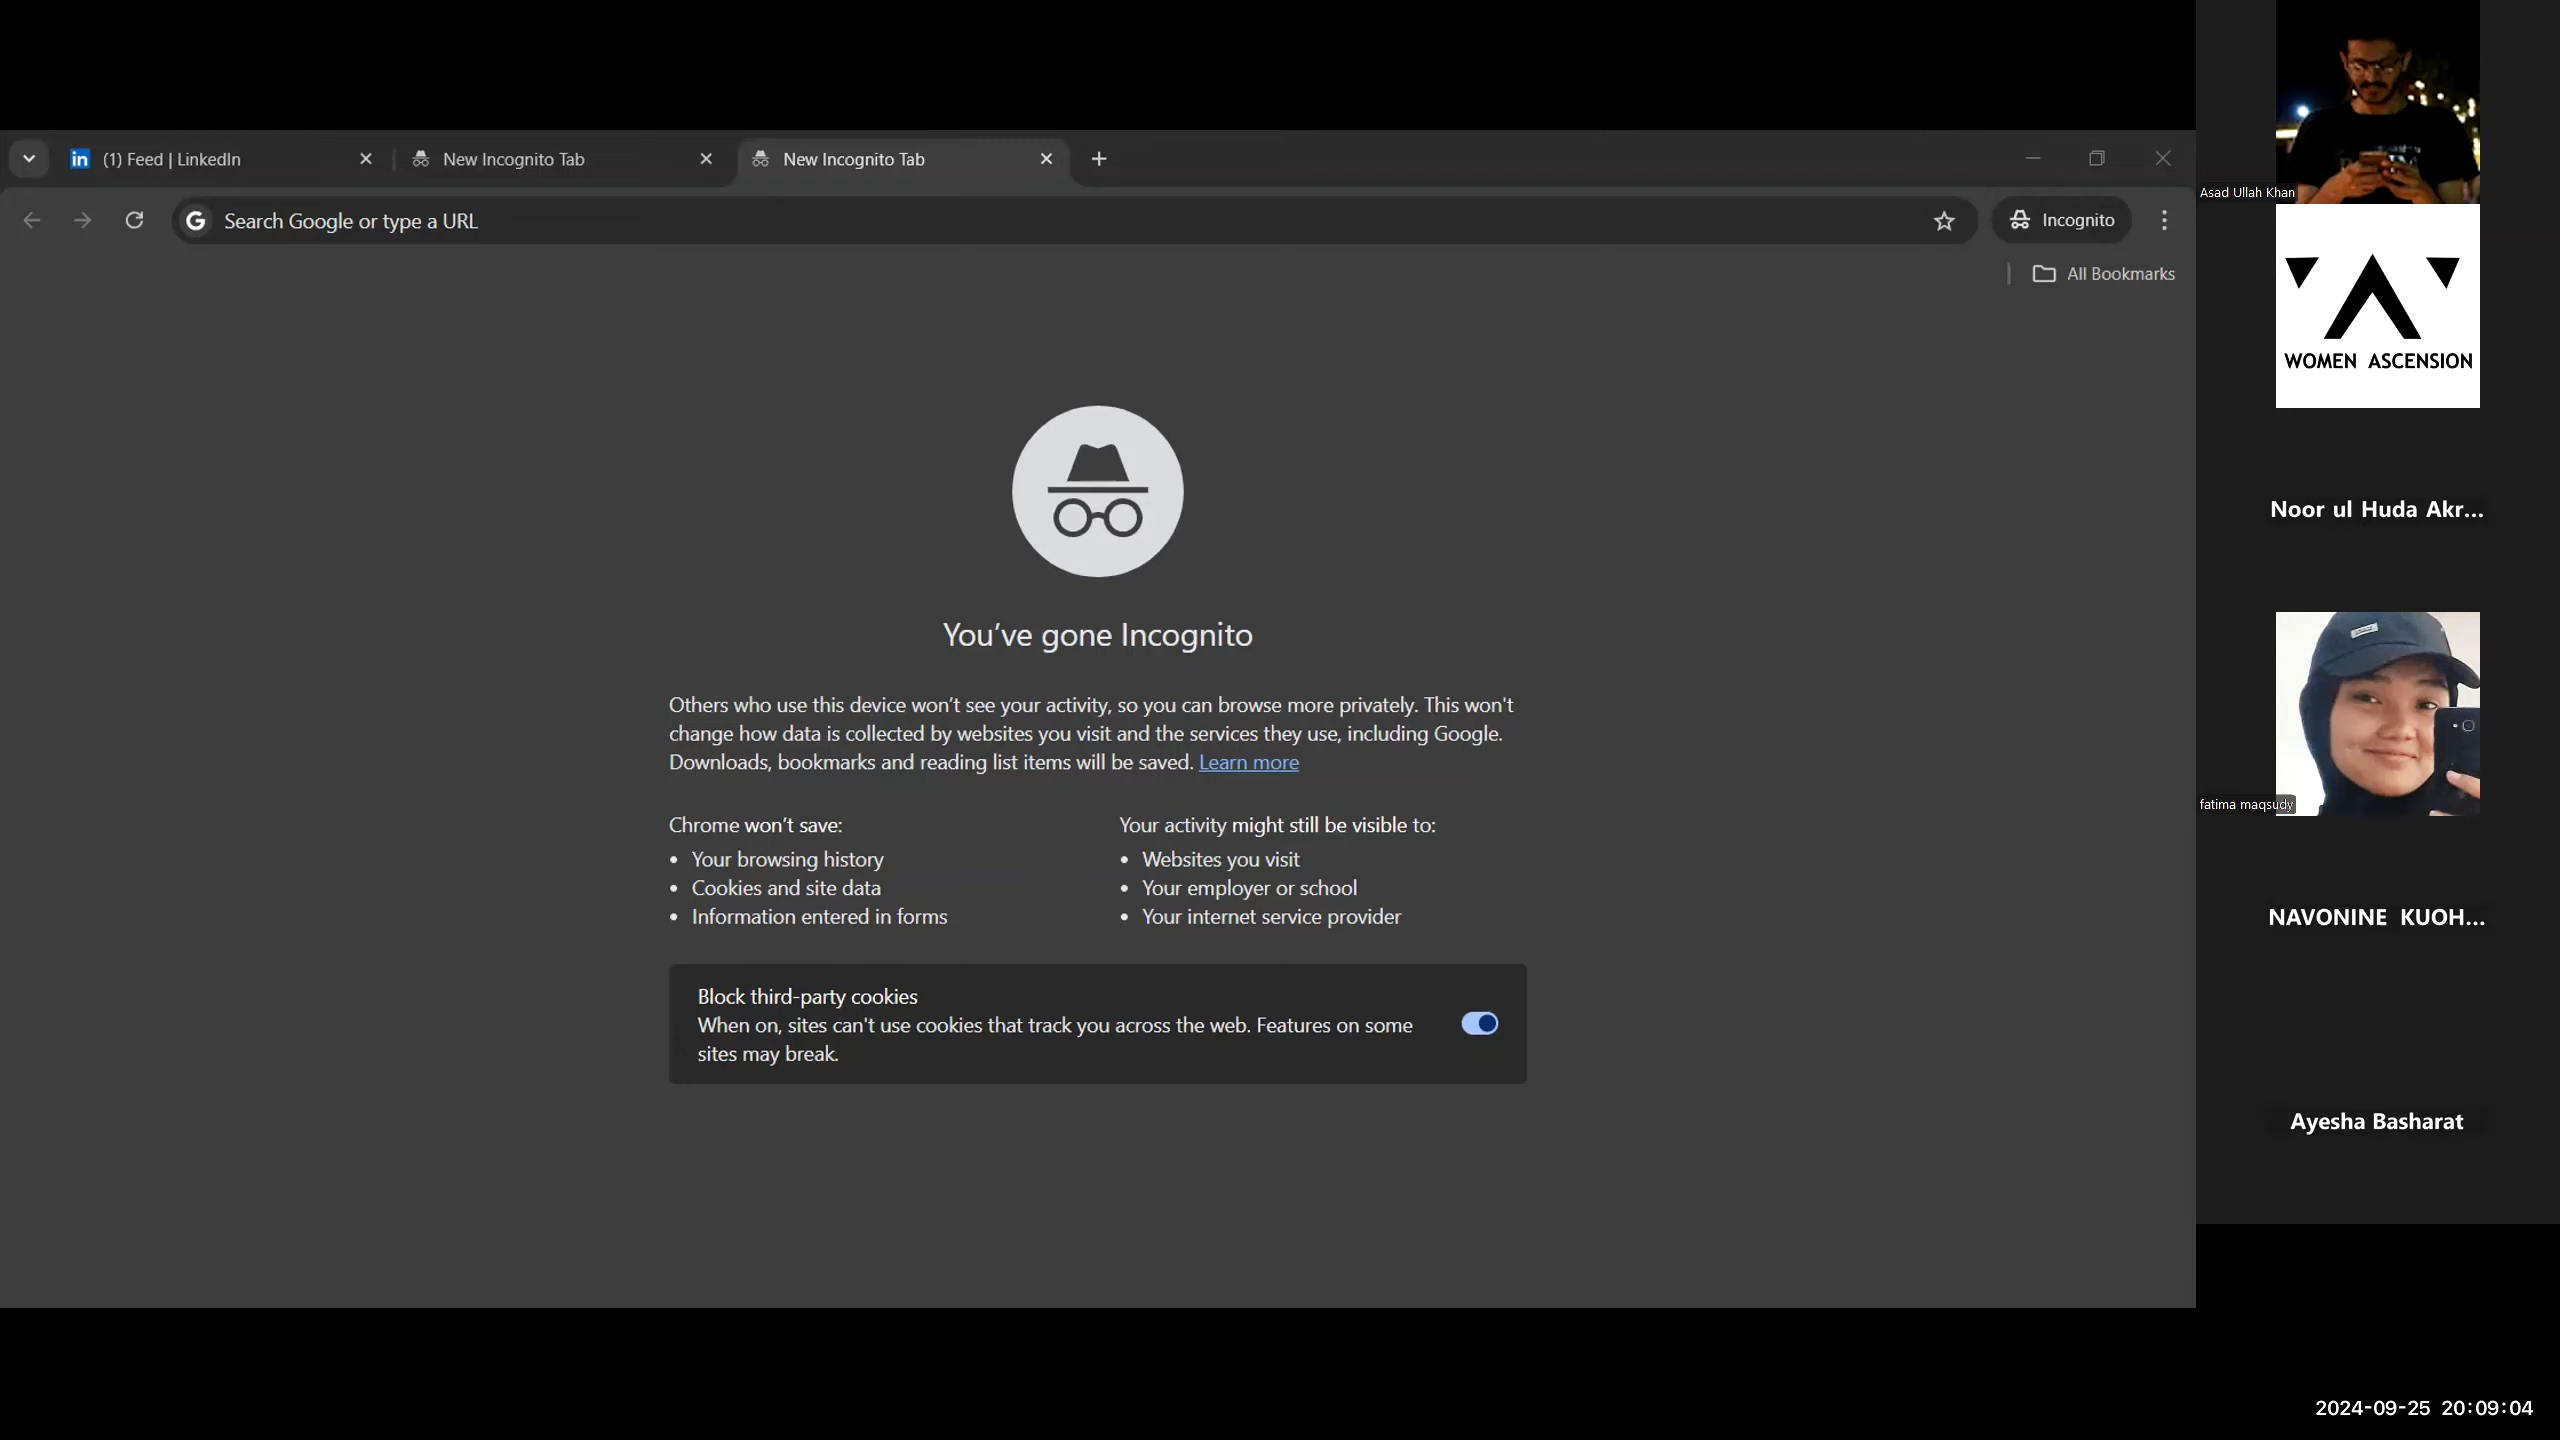 (1) Feed | LinkedIn
New Incognito Tab
New Incognito Tab
Search Google or type a URL
Incognito
All Bookmarks
You’ve gone Incognito
Others who use this device won’t see your activity, so you can browse more privately. This won't
change how data is collected by websites you visit and the services they use, including Google.
Downloads, bookmarks and reading list items will be saved. Learn more
Chrome won’t save:
Your browsing history
Cookies and site data
Information entered in forms
Your activity might still be visible to:
Websites you visit
Your employer or school
Your internet service provider
Block third-party cookies
When on, sites can't use cookies that track you across the web. Features on some
sites may break.
Asad Ullah Khan
WOMEN ASCENSION
Noor ul Huda Akr...
fatima maqsudy
NAVONINE KUOH...
Ayesha Basharat
2024-09-25 20:09:04